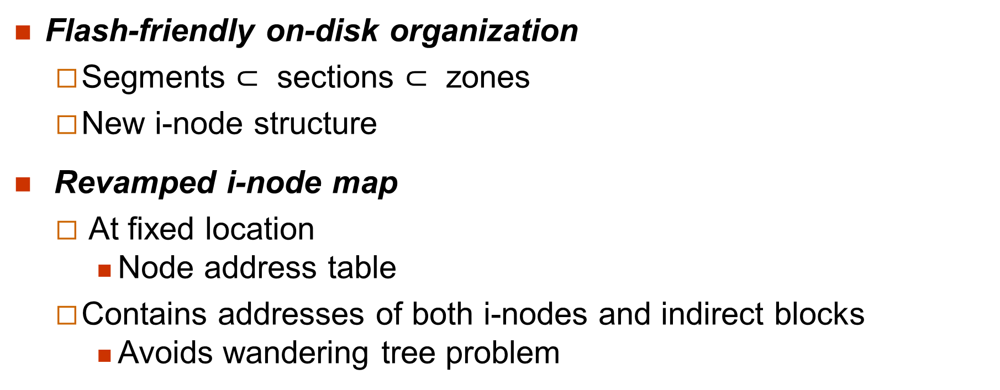 Flash-friendly on-disk organization
Segments ⊂ sections ⊂ zones
New i-node structure
Revamped i-node map
At fixed location
Node address table
Contains addresses of both i-nodes and indirect blocks
Avoids wandering tree problem